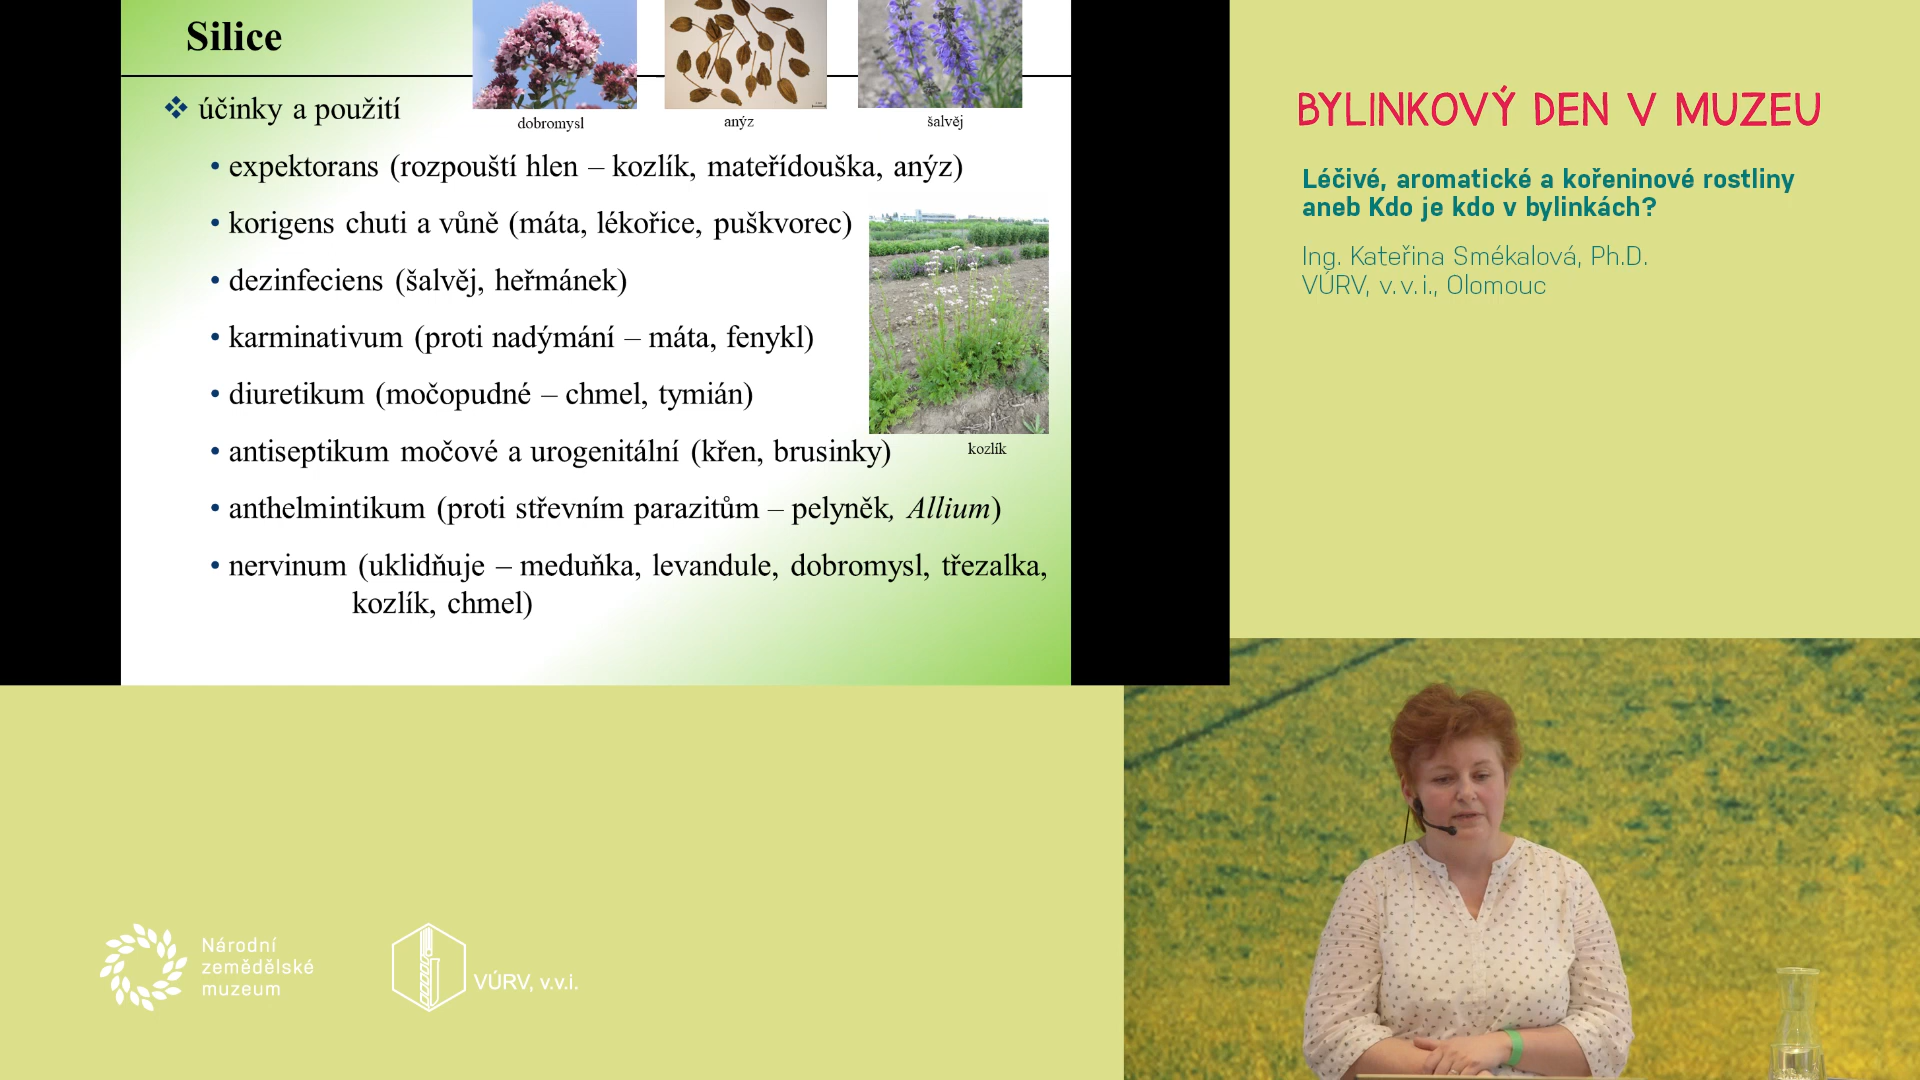 Silice
dobromysl
anýz
šalvěj
účinky a použití
• expektorans (rozpouští hlen – kozlík, mateřídouška, anýz)
• korigens chuti a vůně (máta, lékořice, puškvorec)
• dezinfeciens (šalvěj, heřmánek)
• karminativum (proti nadýmání – máta, fenykl)
• diuretikum (močopudné – chmel, tymián)
• antiseptikum močové a urogenitální (křen, brusinky)
kozlík
• anthelmintikum (proti střevním parazitům – pelyněk, Allium)
• nervinum (uklidňuje – meduňka, levandule, dobromysl, třezalka,
kozlík, chmel)
BYLINKOVÝ DEN V MUZEU
Léčivé, aromatické a kořeninové rostliny
aneb Kdo je kdo v bylinkách?
Ing. Kateřina Smékalová, Ph.D.
VÚRV, v.v.i., Olomouc
Národní
zemědělské
muzeum
VÚRV, v.v.i.